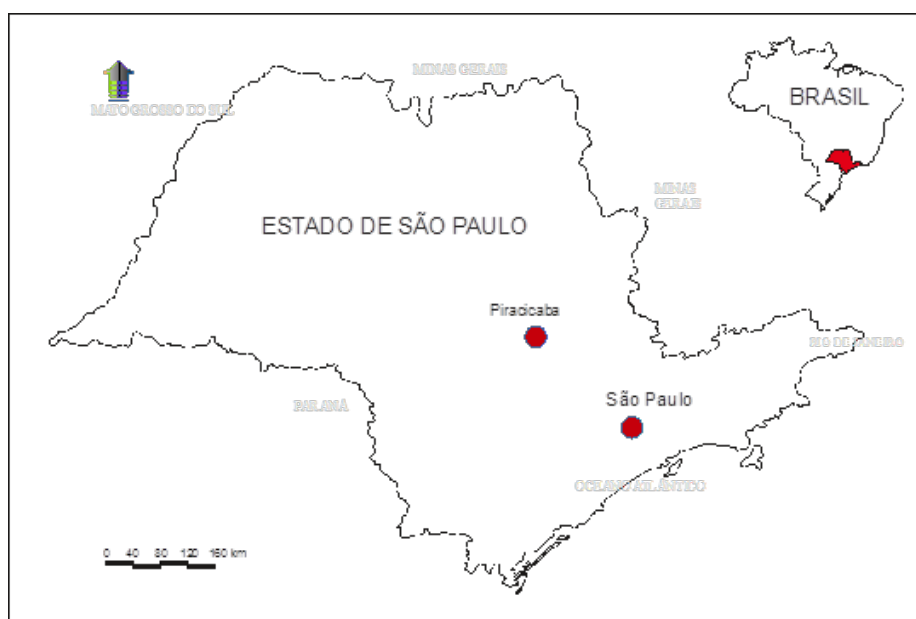 MINAS GERAIS
MATO GROSSO DO SUL
BRASIL
MINAS
GERAIS
ESTADO DE SÃO PAULO
Piracicaba
RIO DE JANEIRO
São Paulo
PARANÁ
OCEANO ATLÂNTICO
0 40 80 120 160 km